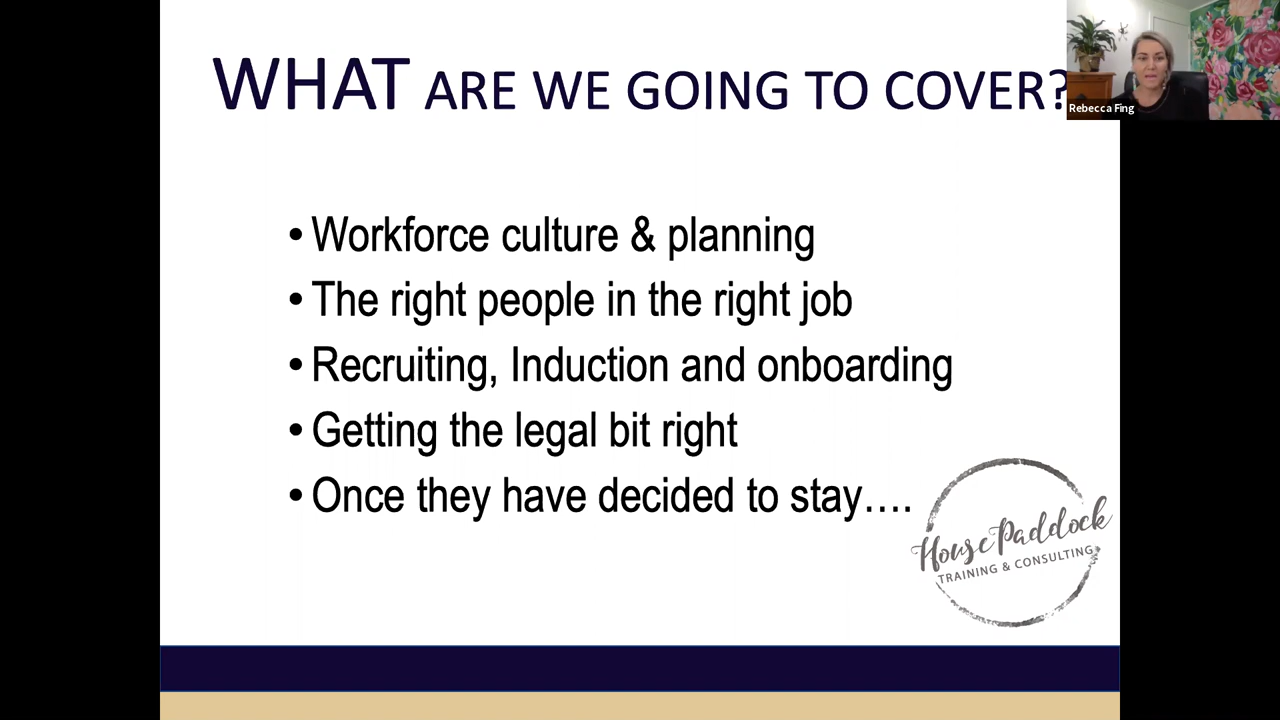 WHAT ARE WE GOING TO COVER?
Rebecca Fing
• Workforce culture & planning
• The right people in the right job
• Recruiting, Induction and onboarding
• Getting the legal bit right
• Once they have decided to stay….
House Paddock
TRAINING & CONSULTING